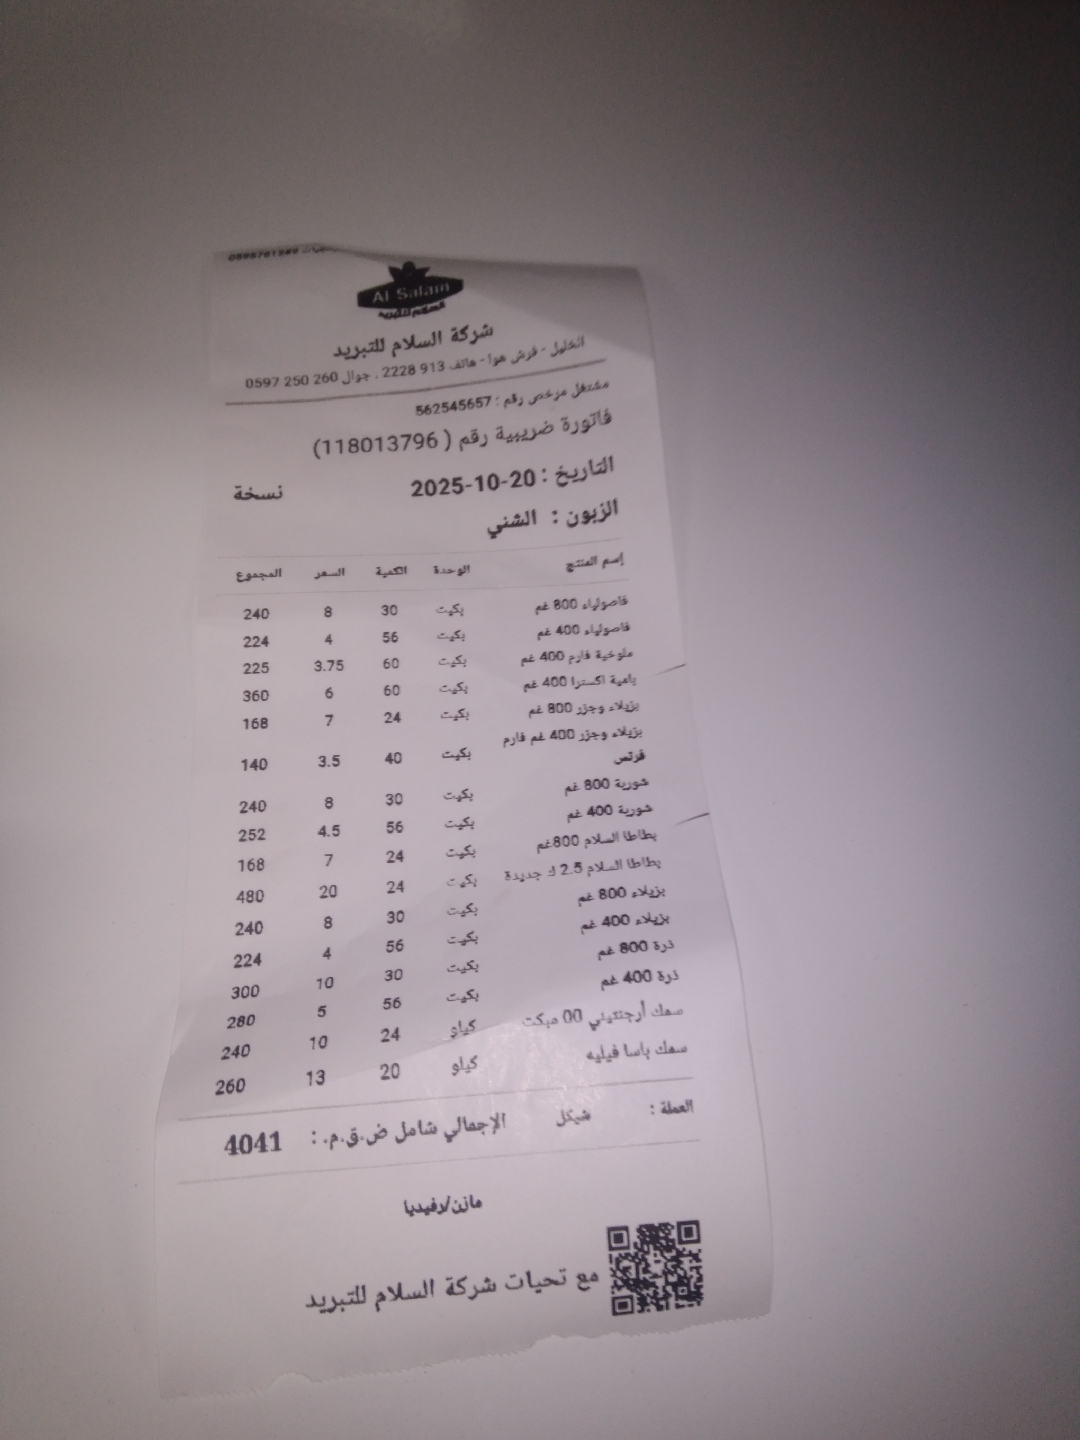 Al Salam
السلام للتبريد
شركة السلام للتبريد
الخليل - فرش هوا - هاتف 913 2228 . جوال 260 250 0597
مشتغل مرخص رقم : 562545657
فاتورة ضريبية رقم ( 118013796)
التاريخ : 20-10-2025 نسخة
الزبون : الشني
إسم المنتج الوحدة الكمية السعر المجموع
فاصولياء 800 غم بكيت 30 8 240
فاصولياء 400 غم بكيت 56 4 224
ملوخية فارم 400 غم بكيت 60 3.75 225
بامية اكسترا 400 غم بكيت 60 6 360
بزيلاء وجزر 800 غم بكيت 24 7 168
بزيلاء وجزر 400 غم فارم بكيت 40 3.5 140
فرتس
شوربة 800 غم بكيت 30 8 240
شوربة 400 غم بكيت 56 4.5 252
بطاطا السلام 800غم بكيت 24 7 168
بطاطا السلام 2.5 ك جديدة بكيت 24 20 480
بزيلاء 800 غم بكيت 30 8 240
بزيلاء 400 غم بكيت 56 4 224
ذرة 800 غم بكيت 30 10 300
ذرة 400 غم بكيت 56 5 280
سمك أرجنتيني 00 مبكت كيلو 24 10 240
سمك باسا فيليه كيلو 20 13 260
العملة : شيكل الإجمالي شامل ض.ق.م. : 4041
مازن/رفيديا
مع تحيات شركة السلام للتبريد